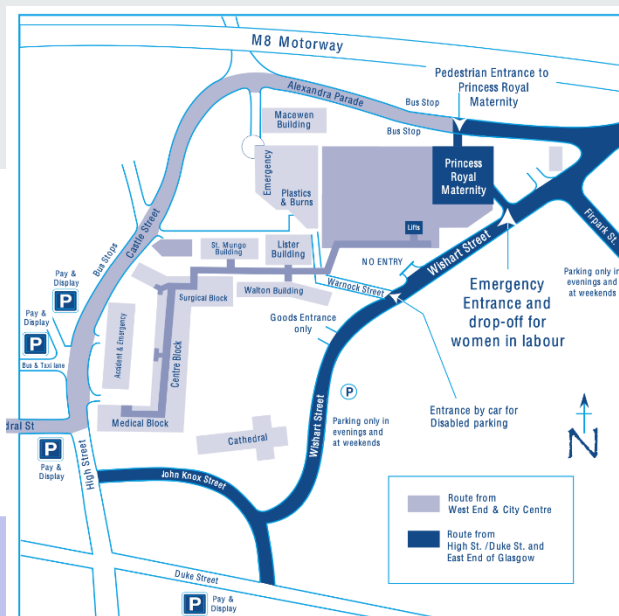 M8 Motorway
Alexandra Parade
Bus Stop
Bus Stop
Pedestrian Entrance to
Princess Royal
Maternity
Macewen
Building
Emergency
Plastics
& Burns
Princess
Royal
Maternity
Lifts
Firpark St.
Parking only in
evenings and
at weekends
Castle Street
Bus Stops
St. Mungo
Building
Lister
Building
NO ENTRY
Wishart Street
Warnock Street
Emergency
Entrance and
drop-off for
women in labour
Pay &
Display
P
Pay &
Display
P
Bus & Taxi lane
Surgical Block
Walton Building
Accident & Emergency
Centre Block
Goods Entrance
only
P
Parking only in
evenings and
at weekends
Entrance by car for
Disabled parking
N
dral St
P
Pay &
Display
High Street
Medical Block
Cathedral
Wishart Street
John Knox Street
Duke Street
P
Pay &
Display
Route from
West End & City Centre
Route from
High St. /Duke St. and
East End of Glasgow